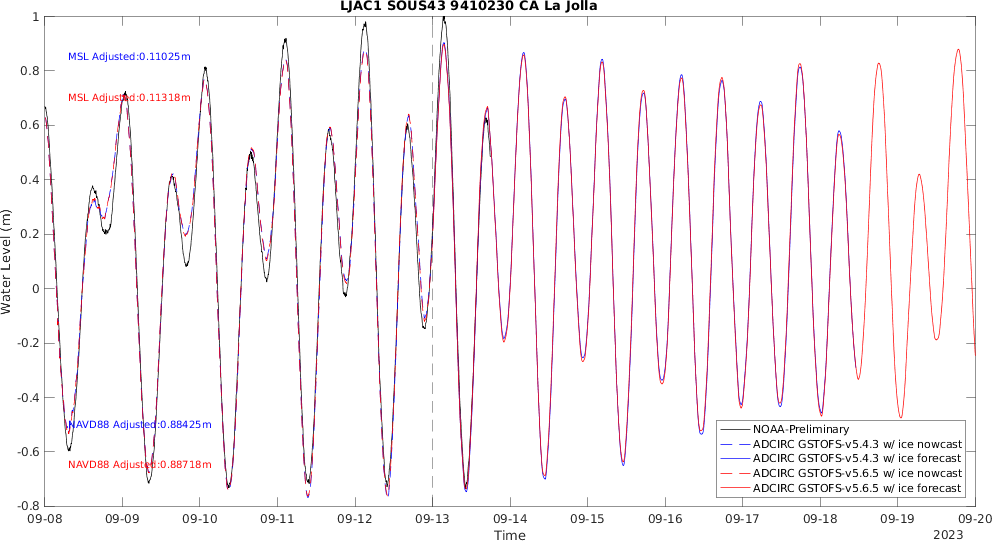 LJAC1 SOUS43 9410230 CA La Jolla
1
MSL Adjusted:0.11025m
0.8
MSL Adjusted:0.11318m
0.6
0.4
0.2
Water Level (m)
0
-0.2
-0.4
NAVD88 Adjusted:0.88425m
NOAA-Preliminary
ADCIRC GSTOFS-v5.4.3 w/ ice nowcast
-0.6
ADCIRC GSTOFS-v5.4.3 w/ ice forecast
NAVD88 Adjusted:0.88718m
ADCIRC GSTOFS-v5.6.5 w/ ice nowcast
ADCIRC GSTOFS-v5.6.5 w/ ice forecast
-0.8
09-08 09-09 09-10 09-11 09-12 09-13 09-14 09-15 09-16 09-17 09-18 09-19 09-20
Time
2023